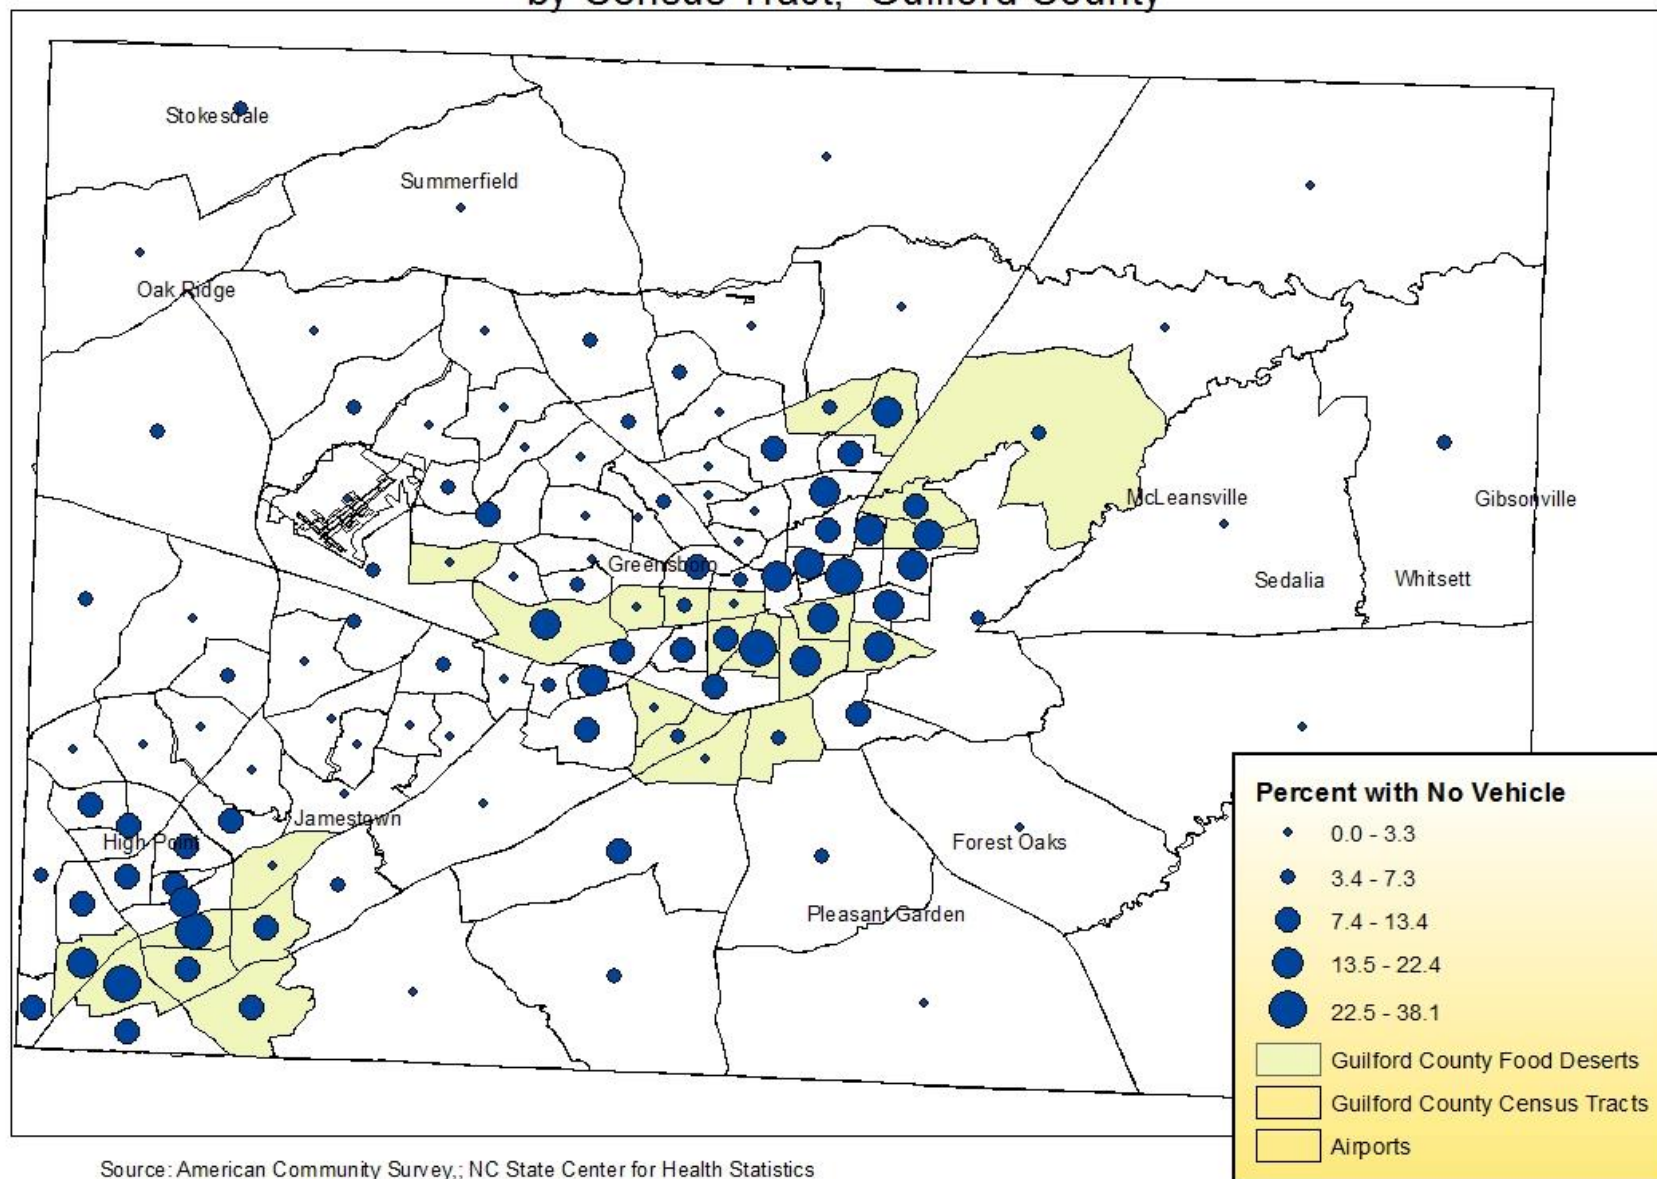 by Census Tract, Guilford County
Stokesdale
Summerfield
Oak Ridge
McLeansville
Gibsonville
Greensboro
Sedalia
Whitsett
Jamestown
High Point
Forest Oaks
Pleasant Garden
Percent with No Vehicle
0.0 - 3.3
3.4 - 7.3
7.4 - 13.4
13.5 - 22.4
22.5 - 38.1
Guilford County Food Deserts
Guilford County Census Tracts
Airports
Source: American Community Survey,; NC State Center for Health Statistics